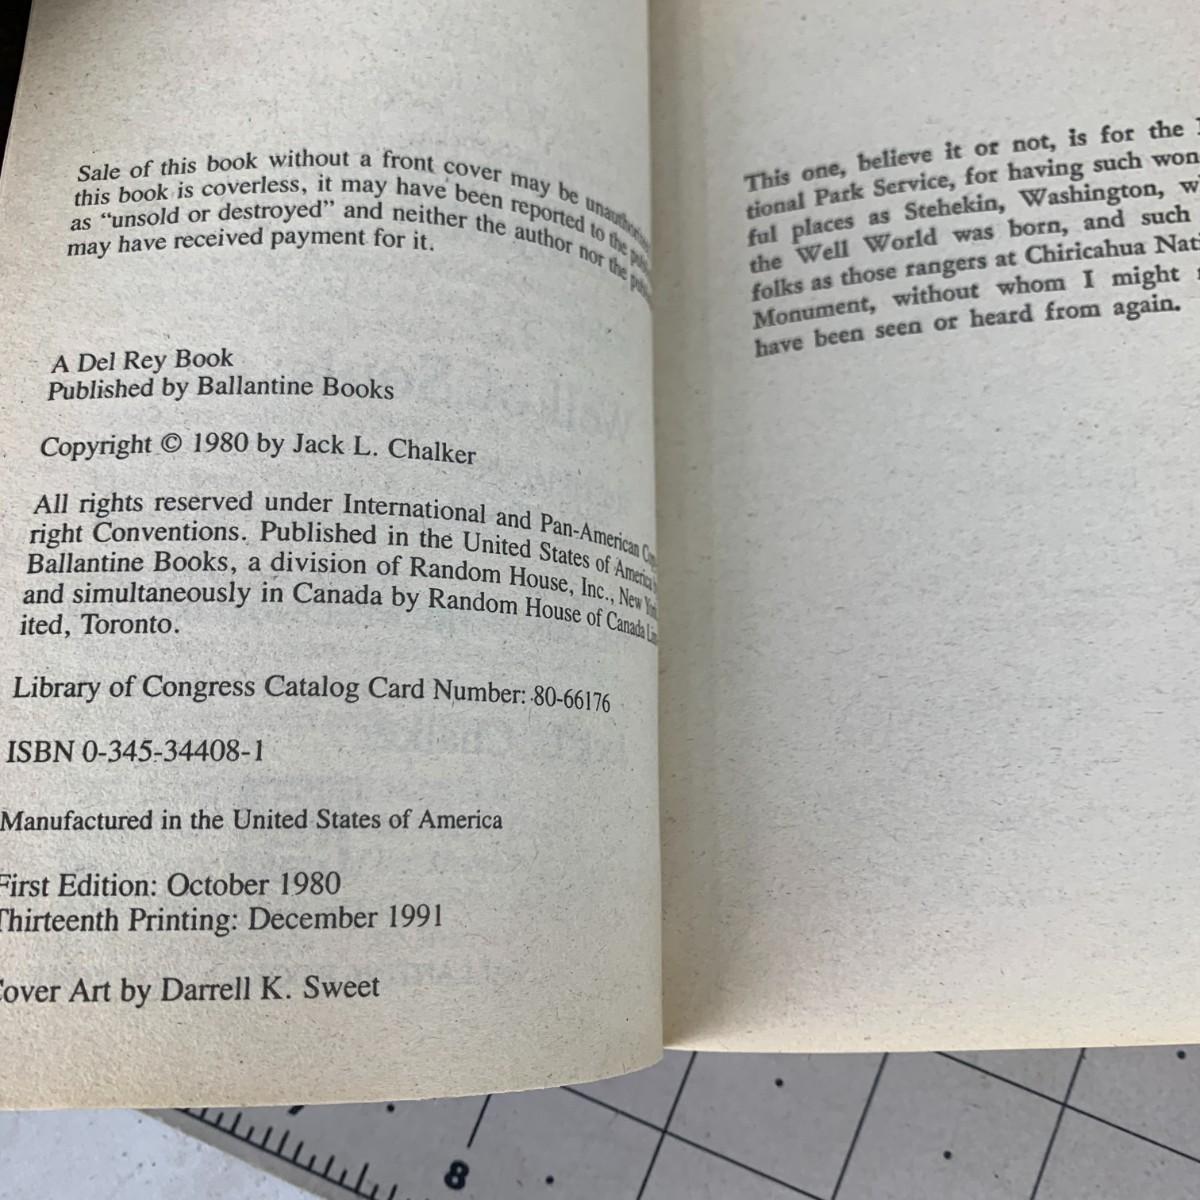 Sale of this book without a front cover may be unauthorized
this book is coverless, it may have been reported to the
as “unsold or destroyed” and neither the author nor the
may have received payment for it.
A Del Rey Book
Published by Ballantine Books
Copyright © 1980 by Jack L. Chalker
All rights reserved under International and Pan-American
right Conventions. Published in the United States of America
Ballantine Books, a division of Random House, Inc., New
and simultaneously in Canada by Random House of Canada
ited, Toronto.
Library of Congress Catalog Card Number: 80-66176
ISBN 0-345-34408-1
Manufactured in the United States of America
First Edition: October 1980
Thirteenth Printing: December 1991
Cover Art by Darrell K. Sweet
This one, believe it or not, is for the
tional Park Service, for having such won
ful places as Stehekin, Washington,
the Well World was born, and such
folks as those rangers at Chiricahua Nati
Monument, without whom I might
have been seen or heard from again.
8